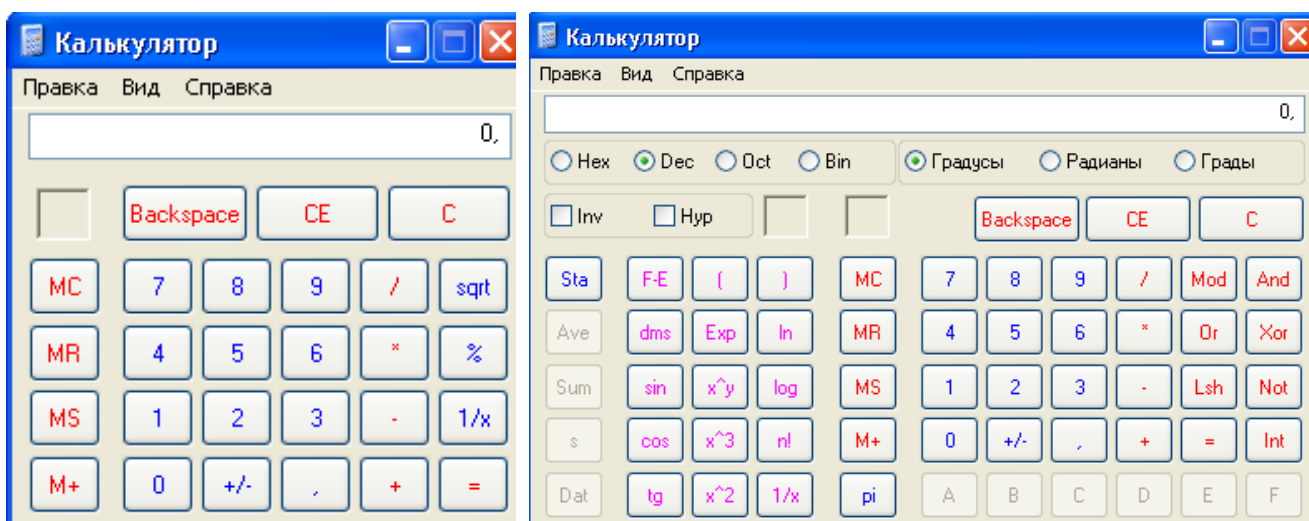 Калькулятор
Правка Вид Справка
0,
Backspace CE C
MC 7 8 9 / sqrt
MR 4 5 6 * %
MS 1 2 3 - 1/x
M+ 0 +/- , + =
Калькулятор
Правка Вид Справка
0,
Hex Dec Oct Bin Градусы Радианы Грады
Inv Hyp Backspace CE C
Sta F-E ( ) MC 7 8 9 / Mod And
Ave dms Exp ln MR 4 5 6 * Or Xor
Sum sin x^y log MS 1 2 3 - Lsh Not
s cos x^3 n! M+ 0 +/- , + = Int
Dat tg x^2 1/x pi A B C D E F